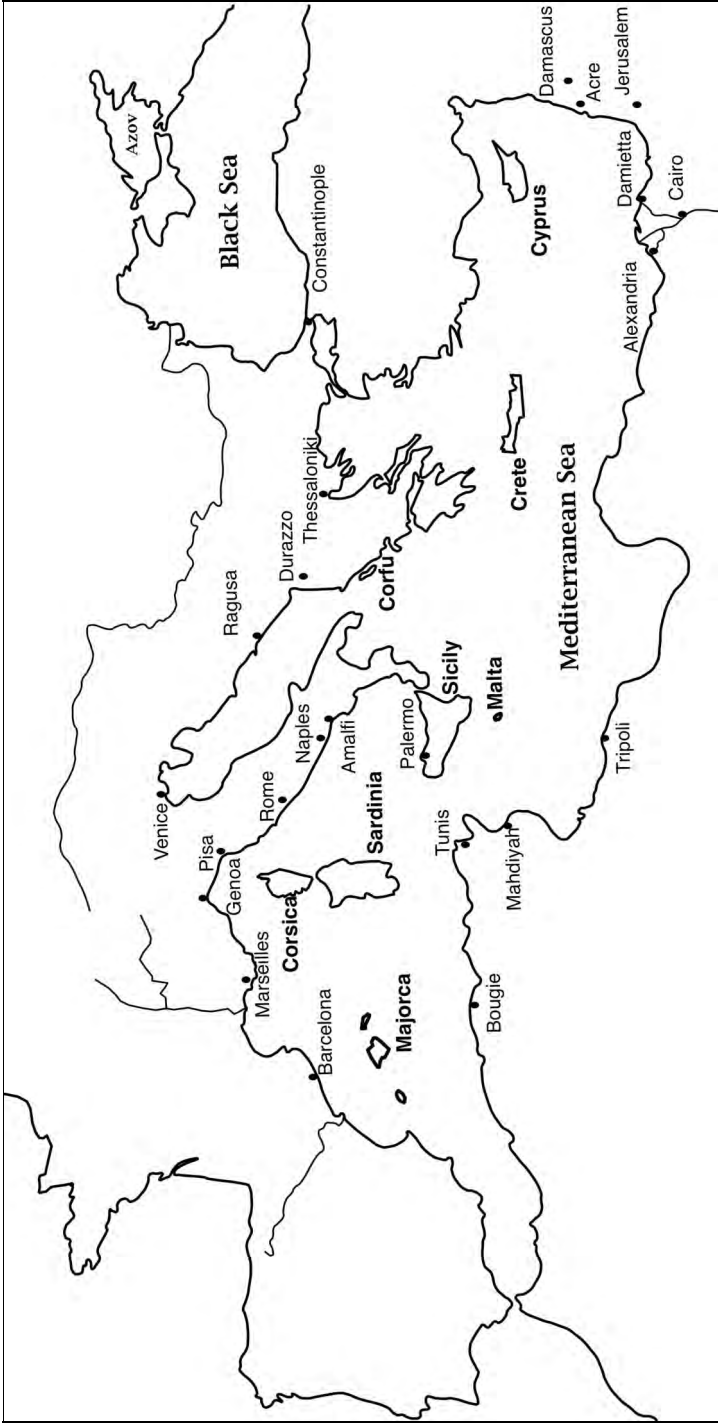 Azov
Black Sea
Constantinople
Damascus
Acre
Jerusalem
Damietta
Cairo
Alexandria
Cyprus
Crete
Mediterranean Sea
Thessaloniki
Durazzo
Ragusa
Corfu
Venice
Pisa
Genoa
Rome
Naples
Amalfi
Palermo
Sicily
Malta
Sardinia
Corsica
Marseilles
Barcelona
Majorca
Tunis
Mahdiyah
Bougie
Tripoli